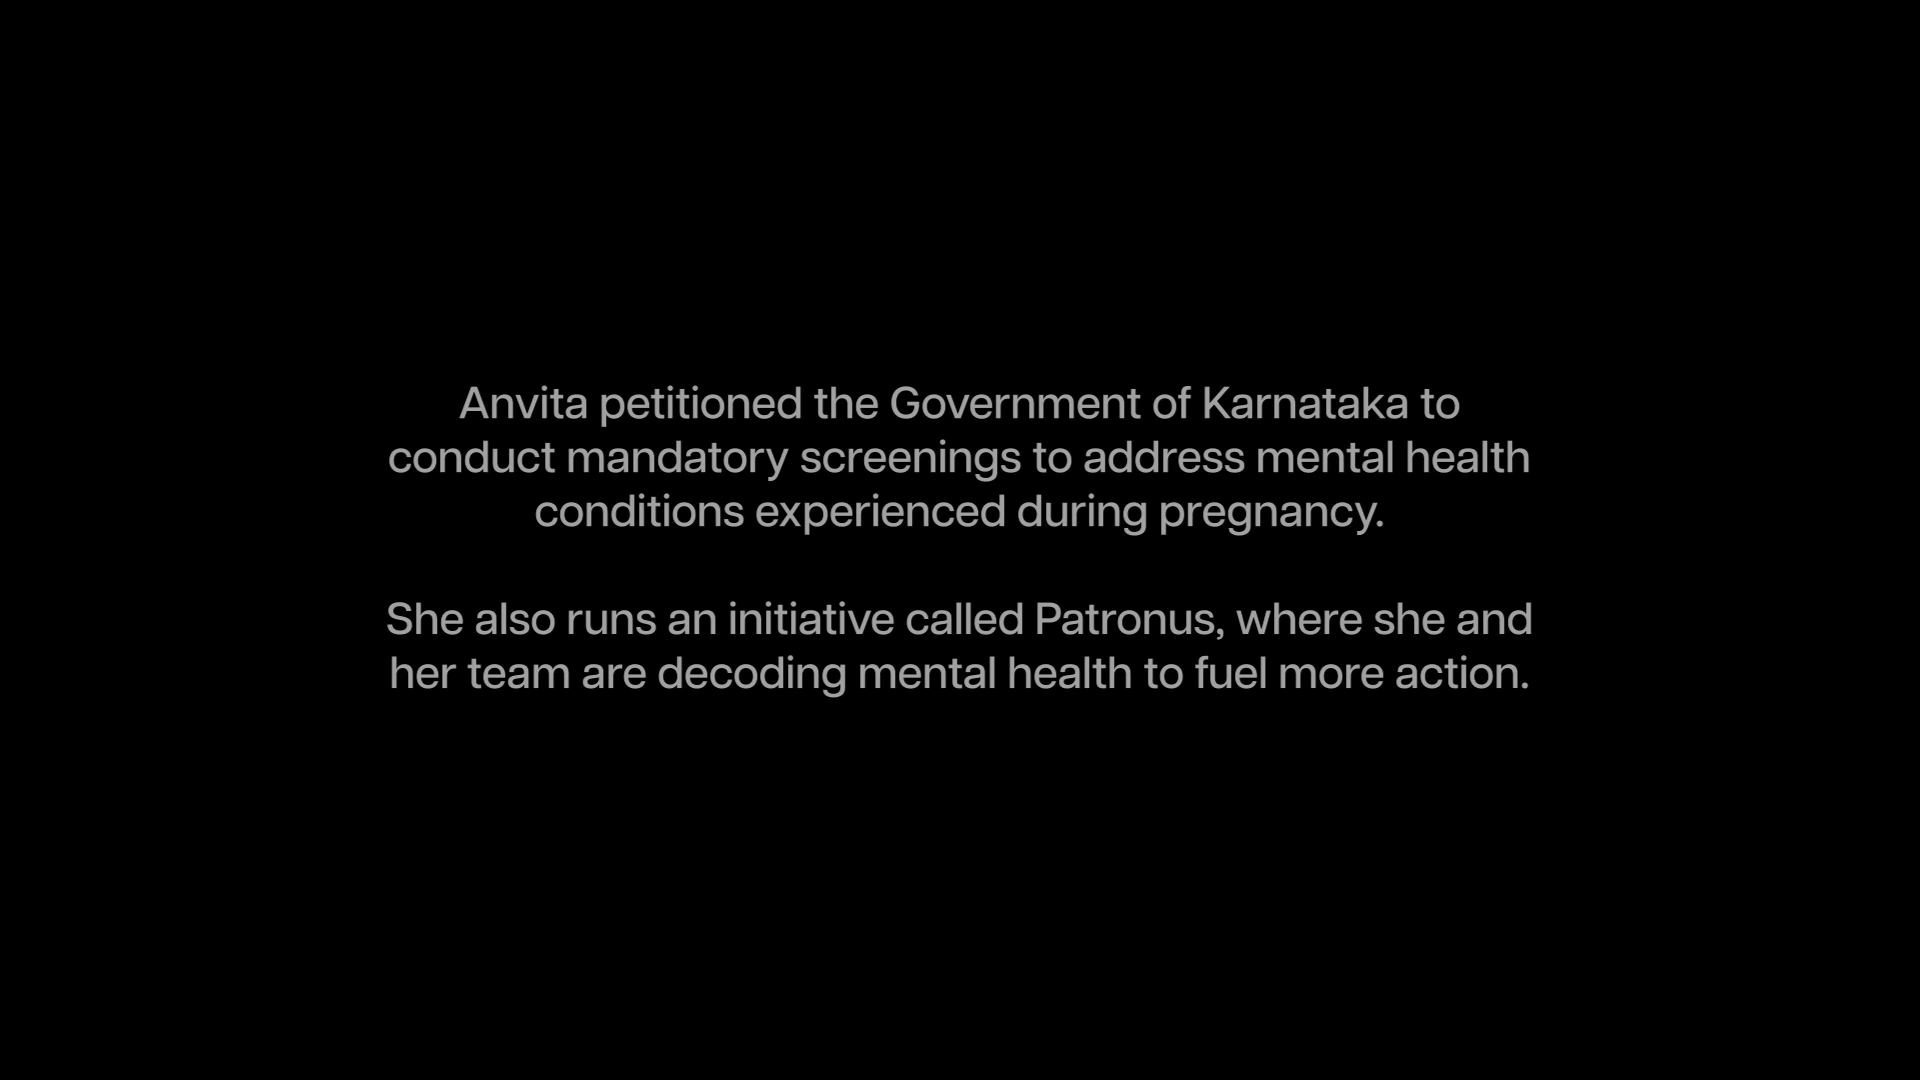 Anvita petitioned the Government of Karnataka to
conduct mandatory screenings to address mental health
conditions experienced during pregnancy.
She also runs an initiative called Patronus, where she and
her team are decoding mental health to fuel more action.